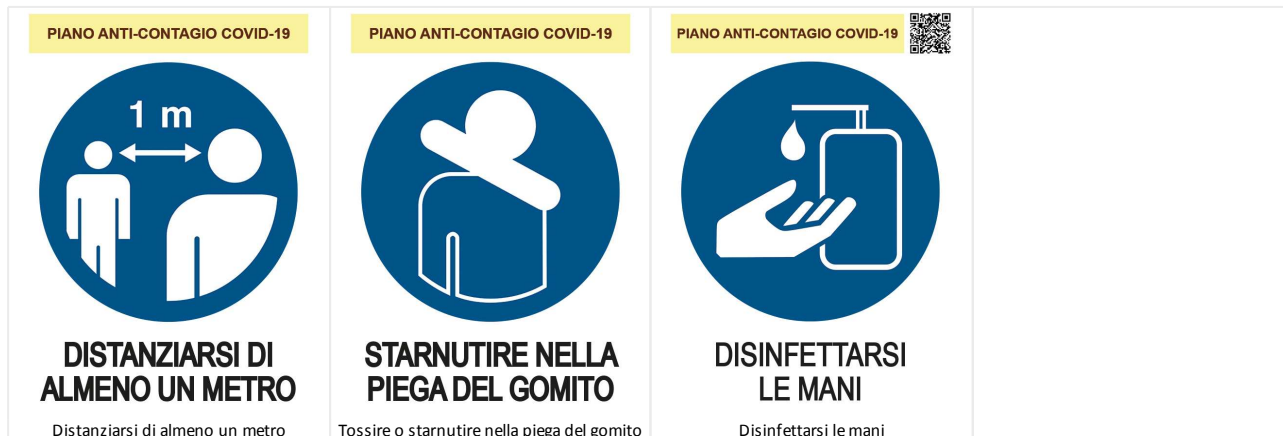 PIANO ANTI-CONTAGIO COVID-19
1 m
DISTANZIARSI DI
ALMENO UN METRO
Distanziarsi di almeno un metro
PIANO ANTI-CONTAGIO COVID-19
STARNUTIRE NELLA
PIEGA DEL GOMITO
Tossire o starnutire nella piega del gomito
PIANO ANTI-CONTAGIO COVID-19
DISINFETTARSI
LE MANI
Disinfettarsi le mani